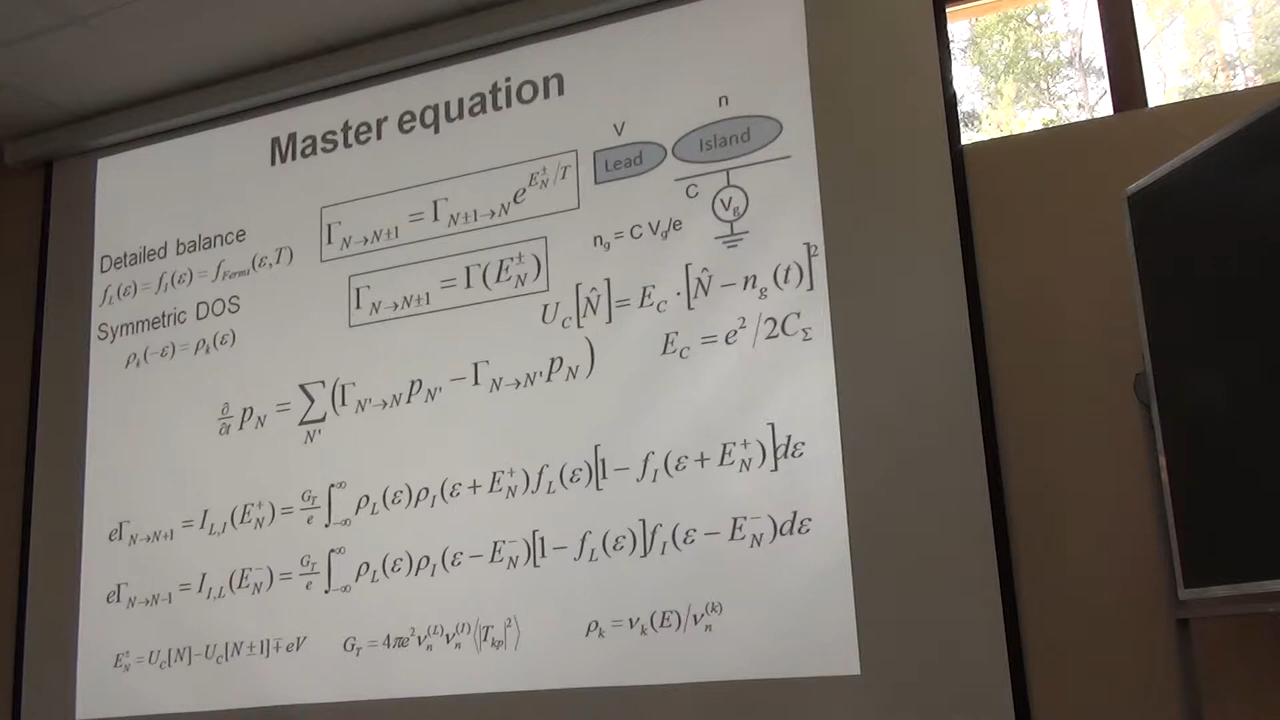 Master equation
V
n
Lead
Island
C
V_g
n_g = C V_g/e
Detailed balance
f_L(ε) = f_I(ε) = f_Fermi(ε,T)
Symmetric DOS
ρ_k(−ε) = ρ_k(ε)
Γ_{N→N±1} = Γ_{N±1→N} e^{E_N^±/T}
Γ_{N→N±1} = Γ(E_N^±)
U_C[N̂] = E_C · [N̂ − n_g(t)]^2
E_C = e^2/2C_Σ
∂/∂t p_N = ∑_{N'} (Γ_{N'→N} p_{N'} − Γ_{N→N'} p_N)
eΓ_{N→N+1} = I_{L,I}(E_N^+) = G_T/e ∫_{−∞}^{∞} ρ_L(ε)ρ_I(ε + E_N^+) f_L(ε)[1 − f_I(ε + E_N^+)]dε
eΓ_{N→N−1} = I_{I,L}(E_N^−) = G_T/e ∫_{−∞}^{∞} ρ_L(ε)ρ_I(ε − E_N^−)[1 − f_L(ε)] f_I(ε − E_N^−)dε
E_N^± = U_C[N] − U_C[N ± 1] ∓ eV
G_T = 4πe^2 ν_n^{(L)} ν_n^{(I)} ⟨|T_{kp}|^2⟩
ρ_k = ν_k(E)/ν_n^{(k)}